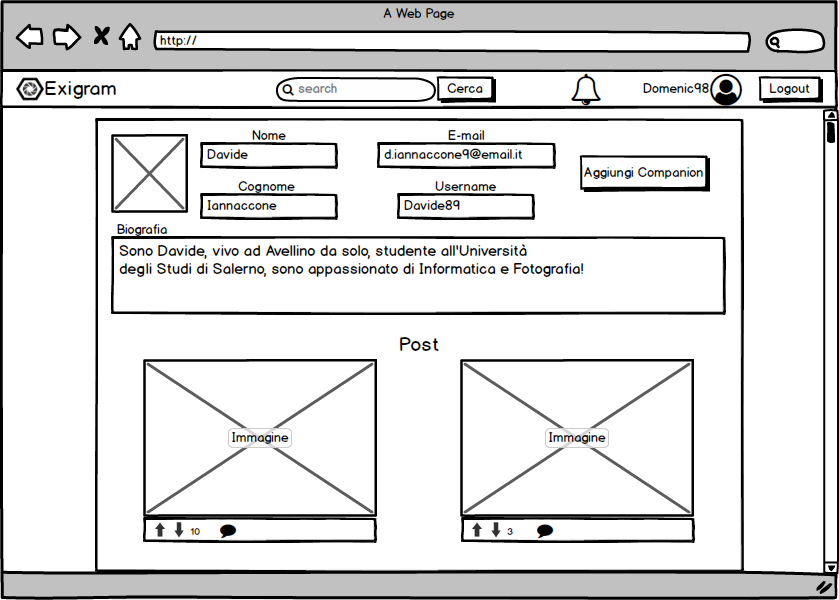 A Web Page
http://
Exigram
search
Cerca
Domenic98
Logout
Nome
E-mail
Davide
d.iannaccone9@email.it
Aggiungi Companion
Cognome
Username
Iannaccone
Davide89
Biografia
Sono Davide, vivo ad Avellino da solo, studente all'Università
degli Studi di Salerno, sono appassionato di Informatica e Fotografia!
Post
Immagine
Immagine
10
3